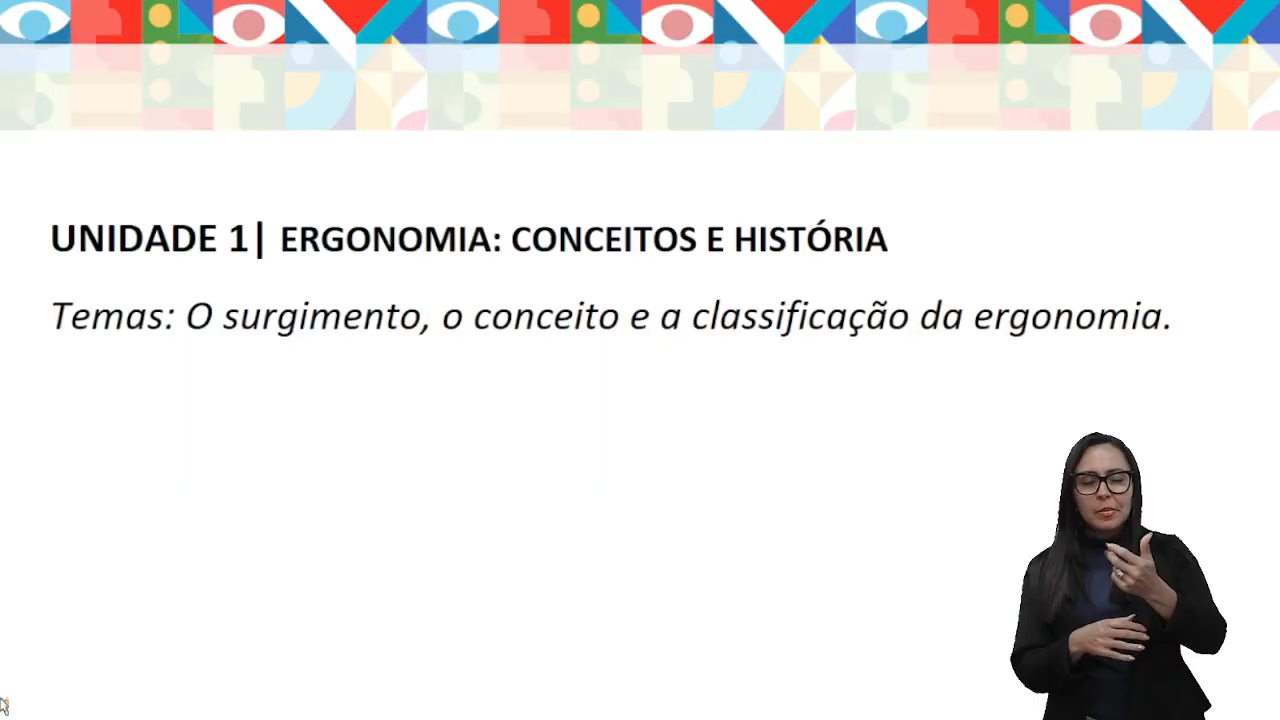 UNIDADE 1| ERGONOMIA: CONCEITOS E HISTÓRIA
Temas: O surgimento, o conceito e a classificação da ergonomia.